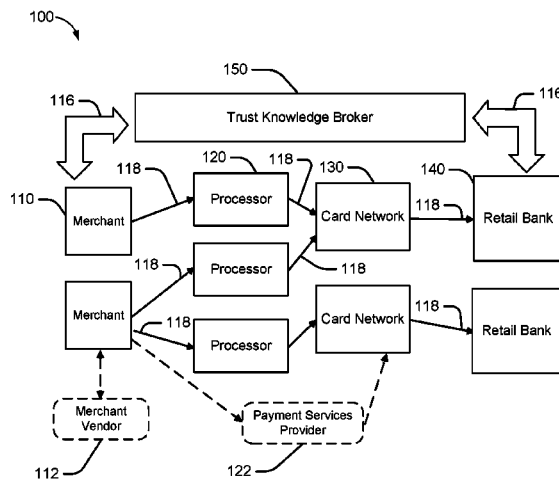 100
150
116
Trust Knowledge Broker
116
118
120
118
130
140
110
Merchant
Processor
Card Network
118
Retail Bank
118
Processor
118
Merchant
118
Processor
Card Network
118
Retail Bank
Merchant
Vendor
Payment Services
Provider
112
122